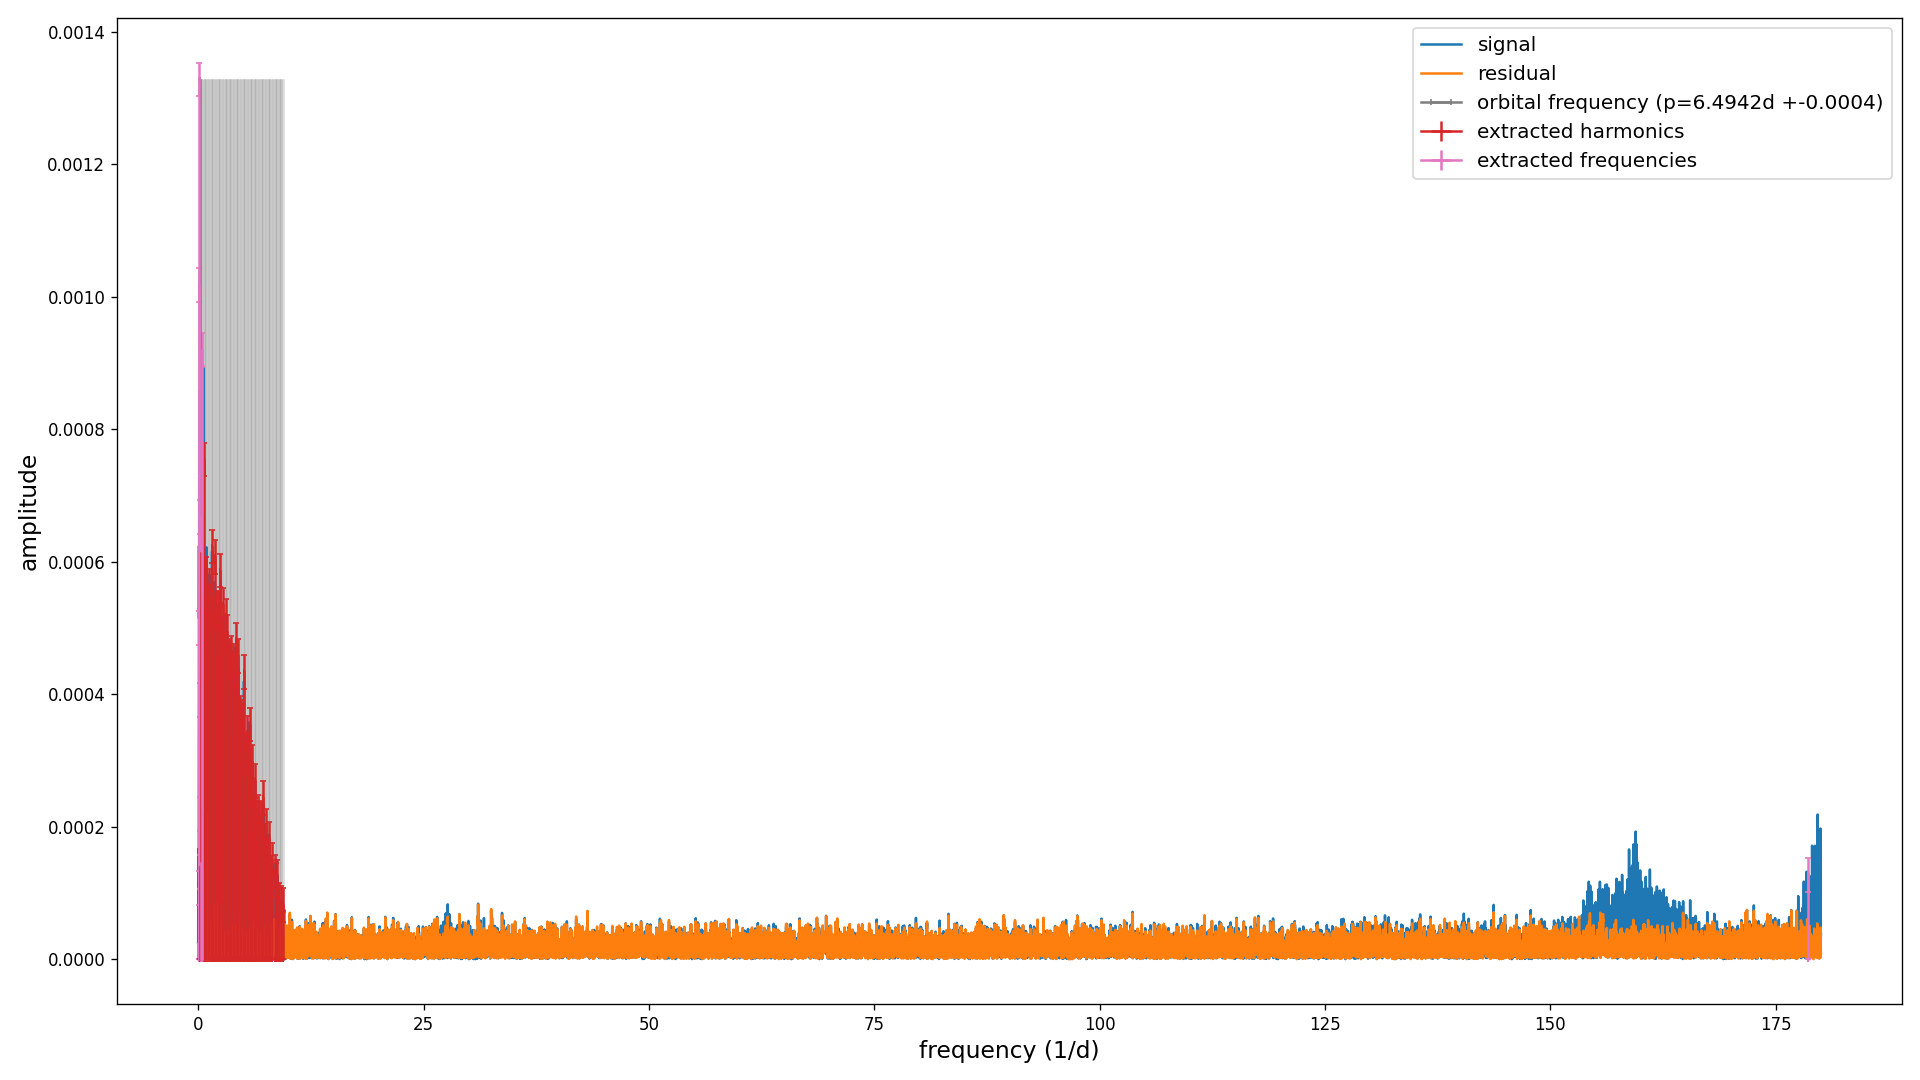 0.0014
0.0012
0.0010
0.0008
0.0006
0.0004
0.0002
0.0000
amplitude
signal
residual
orbital frequency (p=6.4942d +-0.0004)
extracted harmonics
extracted frequencies
0 25 50 75 100 125 150 175
frequency (1/d)